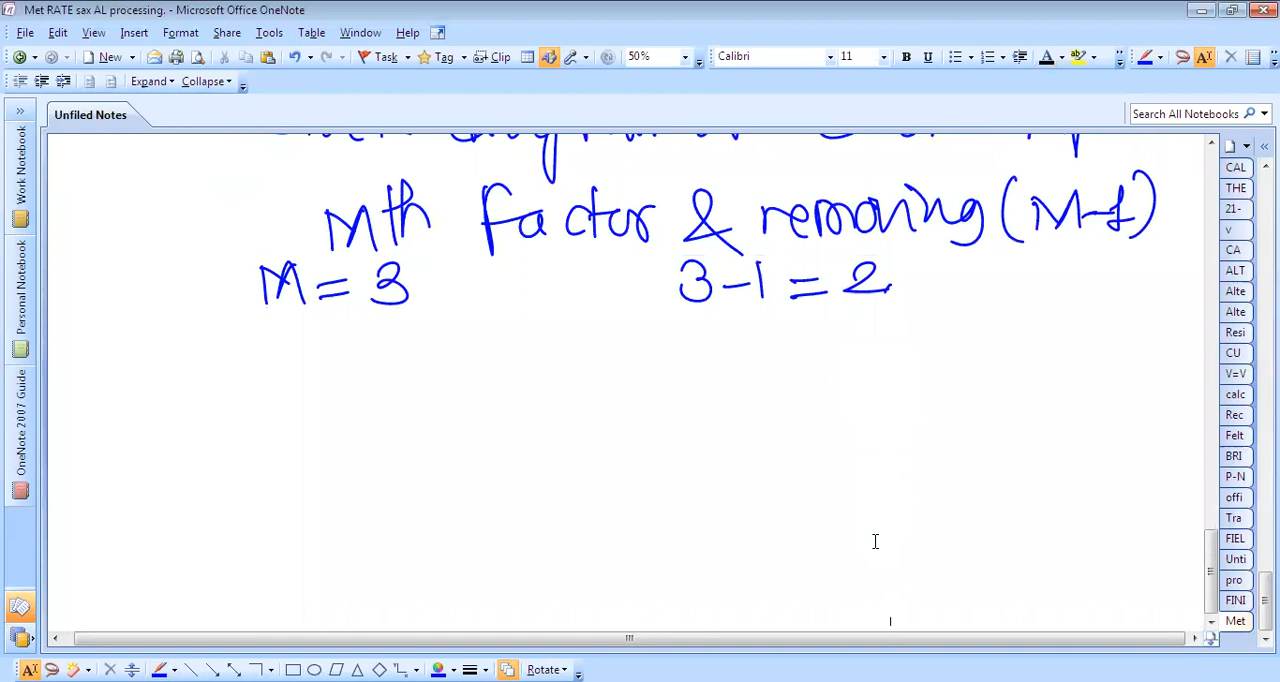 Met RATE sax AL processing. - Microsoft Office OneNote
File Edit View Insert Format Share Tools Table Window Help
New Task Tag Clip 50% Calibri 11 B U A ab
Expand Collapse
Unfiled Notes
Search All Notebooks
Work Notebook
Personal Notebook
OneNote 2007 Guide
Mth Factor & removing (M-1)
M = 3 3-1 = 2
CAL
THE
21-
v
CA
ALT
Alte
Alte
Resi
CU
V=V
calc
Rec
Felt
BRI
P-N
offi
Tra
FIEL
Unti
pro
FINI
Met
A Rotate